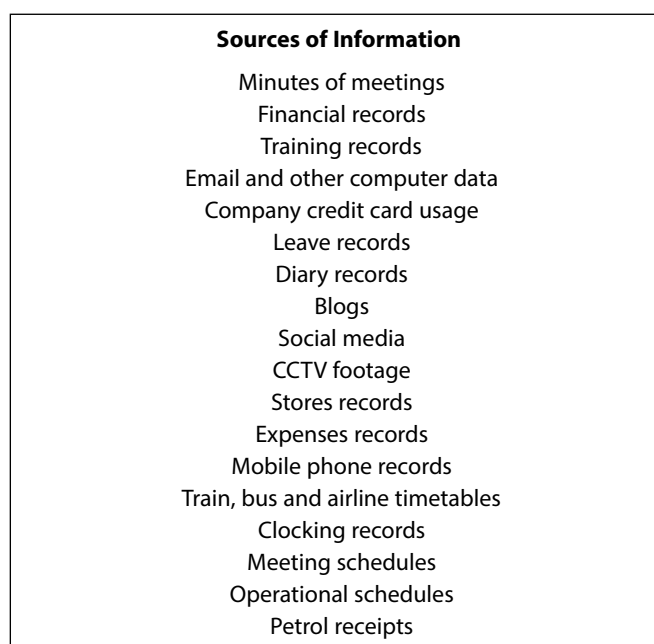 Sources of Information
Minutes of meetings
Financial records
Training records
Email and other computer data
Company credit card usage
Leave records
Diary records
Blogs
Social media
CCTV footage
Stores records
Expenses records
Mobile phone records
Train, bus and airline timetables
Clocking records
Meeting schedules
Operational schedules
Petrol receipts